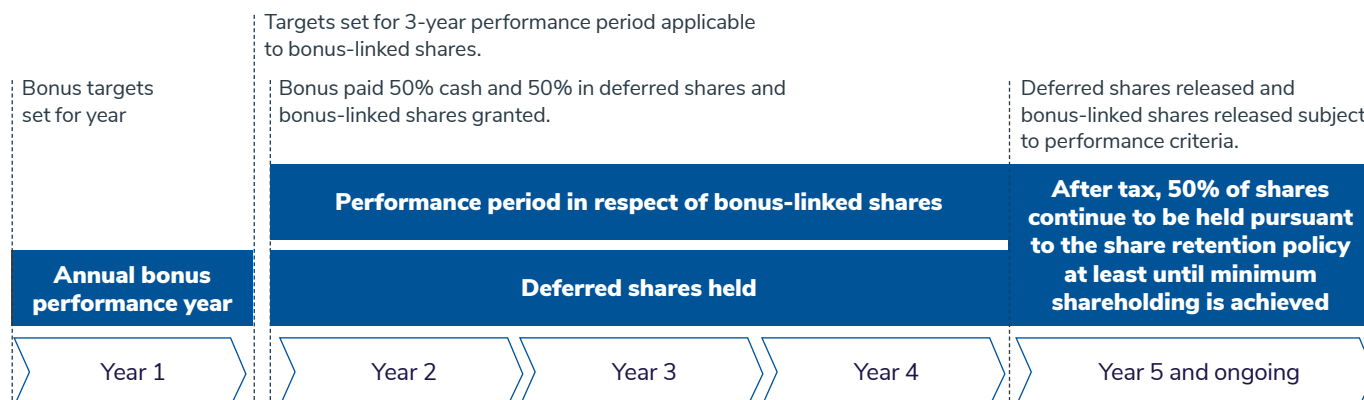 Targets set for 3-year performance period applicable
to bonus-linked shares.
Bonus targets
set for year
Bonus paid 50% cash and 50% in deferred shares and
bonus-linked shares granted.
Deferred shares released and
bonus-linked shares released subject
to performance criteria.
Performance period in respect of bonus-linked shares
After tax, 50% of shares
continue to be held pursuant
to the share retention policy
at least until minimum
shareholding is achieved
Annual bonus
performance year
Deferred shares held
Year 1
Year 2
Year 3
Year 4
Year 5 and ongoing